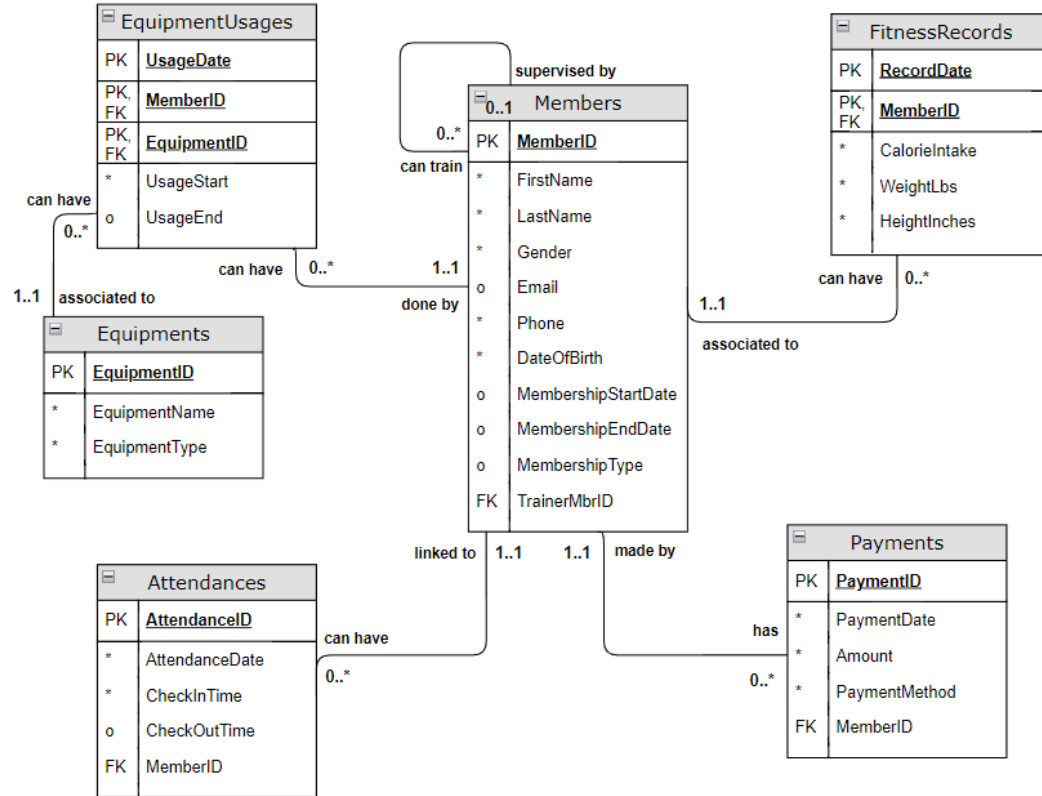 EquipmentUsages
PK UsageDate
PK, FK MemberID
PK, FK EquipmentID
* UsageStart
o UsageEnd
can have
0..*
1..1
associated to
Equipments
PK EquipmentID
* EquipmentName
* EquipmentType
can have
0..*
1..1
done by
supervised by
0..1
0..*
can train
Members
PK MemberID
* FirstName
* LastName
* Gender
o Email
* Phone
* DateOfBirth
o MembershipStartDate
o MembershipEndDate
o MembershipType
FK TrainerMbrID
FitnessRecords
PK RecordDate
PK, FK MemberID
* CalorieIntake
* WeightLbs
* HeightInches
can have
0..*
1..1
associated to
linked to
1..1
can have
0..*
Attendances
PK AttendanceID
* AttendanceDate
* CheckInTime
o CheckOutTime
FK MemberID
1..1
made by
has
0..*
Payments
PK PaymentID
* PaymentDate
* Amount
* PaymentMethod
FK MemberID